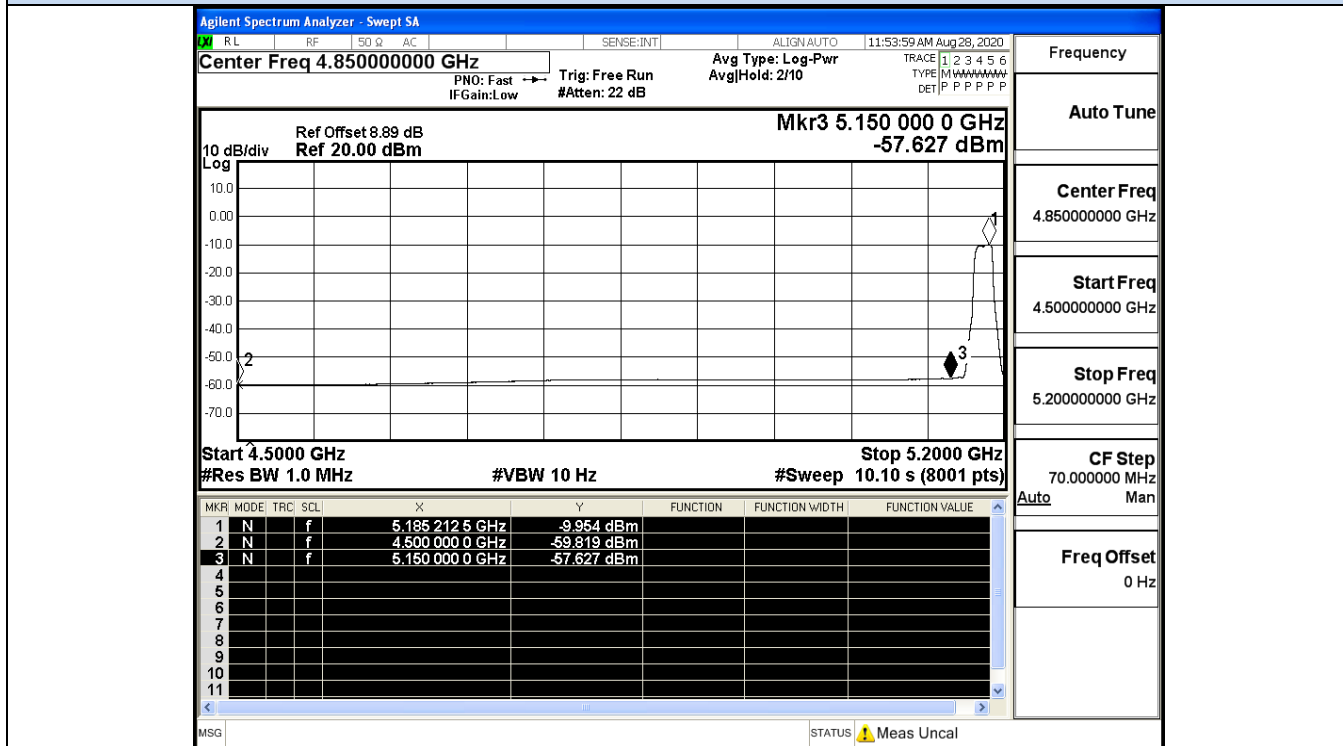 Agilent Spectrum Analyzer - Swept SA
LXI RL RF 50 Ω AC SENSE:INT ALIGN AUTO 11:53:59 AM Aug 28, 2020
Center Freq 4.850000000 GHz
PNO: Fast
IFGain:Low
Trig: Free Run
#Atten: 22 dB
Avg Type: Log-Pwr
Avg|Hold: 2/10
TRACE 1 2 3 4 5 6
TYPE M WWWWW
DET P P P P P P
Ref Offset 8.89 dB
10 dB/div Ref 20.00 dBm
Log
Mkr3 5.150 000 0 GHz
-57.627 dBm
10.0
0.00
-10.0
-20.0
-30.0
-40.0
-50.0
-60.0
-70.0
1
2
3
Start 4.5000 GHz Stop 5.2000 GHz
#Res BW 1.0 MHz #VBW 10 Hz #Sweep 10.10 s (8001 pts)
MKR MODE TRC SCL X Y FUNCTION FUNCTION WIDTH FUNCTION VALUE
1 N f 5.185 212 5 GHz -9.954 dBm
2 N f 4.500 000 0 GHz -59.819 dBm
3 N f 5.150 000 0 GHz -57.627 dBm
4
5
6
7
8
9
10
11
MSG STATUS Meas Uncal
Frequency
Auto Tune
Center Freq
4.850000000 GHz
Start Freq
4.500000000 GHz
Stop Freq
5.200000000 GHz
CF Step
70.000000 MHz
Auto Man
Freq Offset
0 Hz